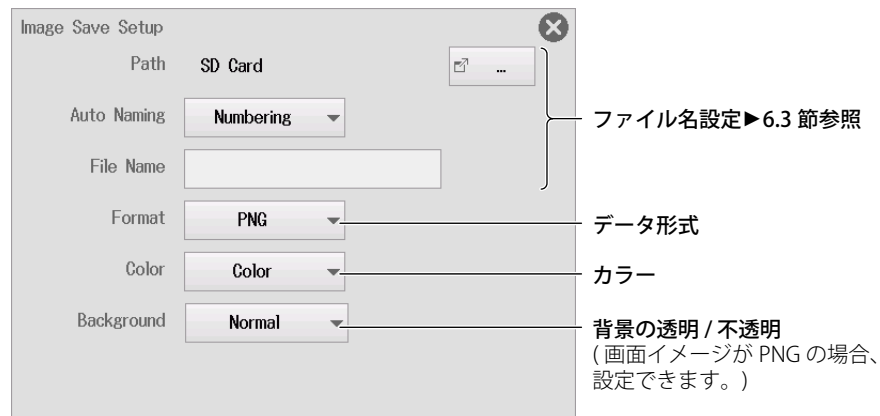 Image Save Setup
Path SD Card ...
Auto Naming Numbering
File Name
Format PNG
Color Color
Background Normal
ファイル名設定▶6.3 節参照
データ形式
カラー
背景の透明 / 不透明
( 画面イメージが PNG の場合、
設定できます。)